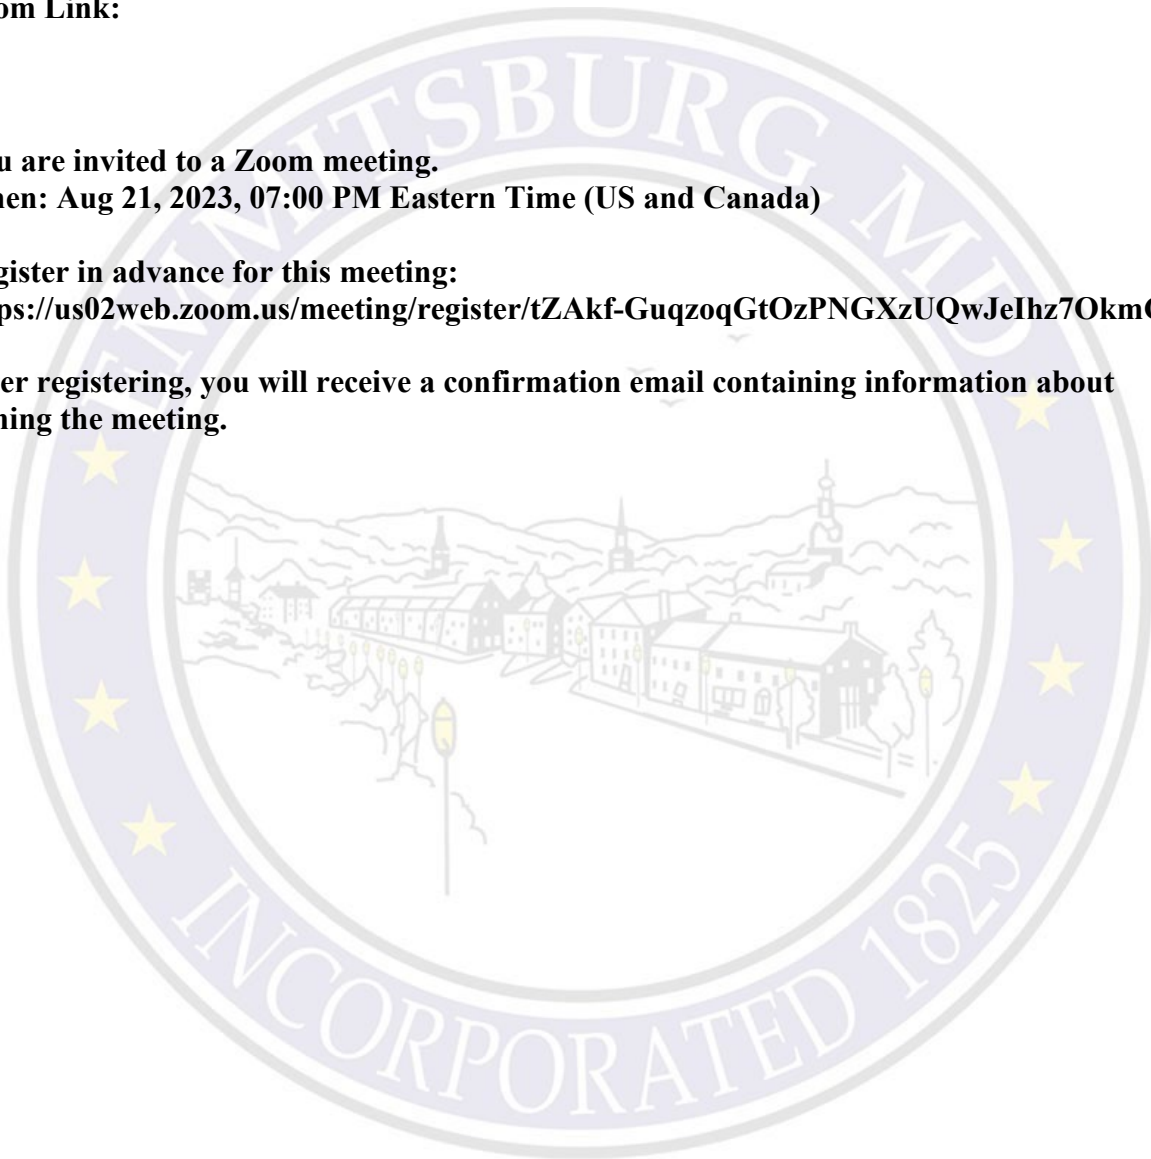 om Link:
u are invited to a Zoom meeting.
hen: Aug 21, 2023, 07:00 PM Eastern Time (US and Canada)
gister in advance for this meeting:
ps://us02web.zoom.us/meeting/register/tZAkf-GuqzoqGtOzPNGXzUQwJeIhz7Okm
er registering, you will receive a confirmation email containing information about
ning the meeting.
EMMITSBURG MD
INCORPORATED 1825